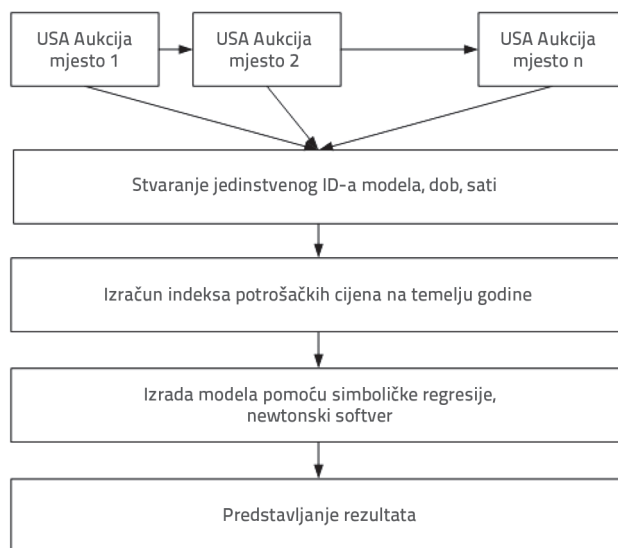 USA Aukcija
mjesto 1
USA Aukcija
mjesto 2
USA Aukcija
mjesto n
Stvaranje jedinstvenog ID-a modela, dob, sati
Izračun indeksa potrošačkih cijena na temelju godine
Izrada modela pomoću simboličke regresije,
newtonski softver
Predstavljanje rezultata